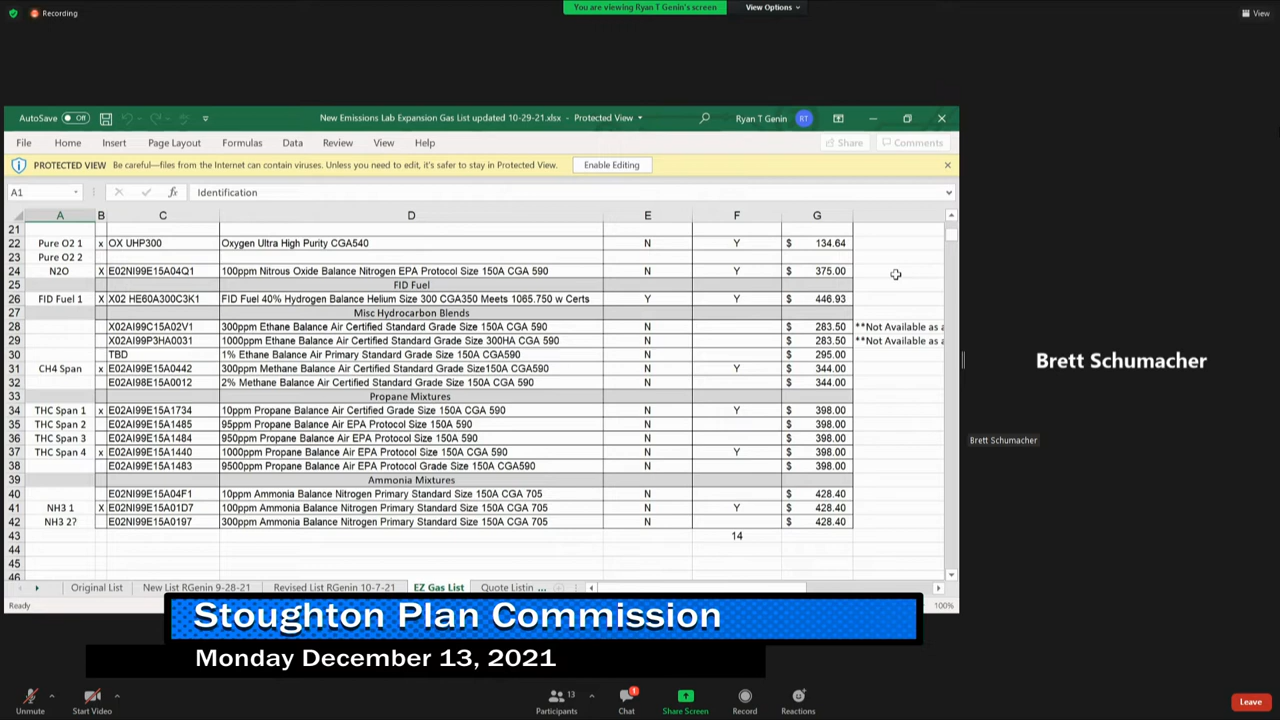 Recording
You are viewing Ryan T Genin's screen
View Options
View
AutoSave Off
New Emissions Lab Expansion Gas List updated 10-29-21.xlsx - Protected View
Ryan T Genin
RT
File Home Insert Draw Page Layout Formulas Data Review View Help
Share
Comments
PROTECTED VIEW Be careful—files from the Internet can contain viruses. Unless you need to edit, it's safer to stay in Protected View.
Enable Editing
A1 fx Identification
A B C D E F G
21
22 Pure O2 1 x OX UHP300 Oxygen Ultra High Purity CGA540 N Y $ 134.64
23 Pure O2 2
24 N2O X E02NI99E15A04Q1 100ppm Nitrous Oxide Balance Nitrogen EPA Protocol Size 150A CGA 590 N Y $ 375.00
25 FID Fuel
26 FID Fuel 1 X X02 HE60A300C3K1 FID Fuel 40% Hydrogen Balance Helium Size 300 CGA350 Meets 1065.750 w Certs Y Y $ 446.93
27 Misc Hydrocarbon Blends
28 X02AI99C15A02V1 300ppm Ethane Balance Air Certified Standard Grade Size 150A CGA 590 N $ 283.50 **Not Available as a
29 X02AI99P3HA0031 1000ppm Ethane Balance Air Certified Standard Grade Size 300HA CGA 590 N $ 283.50 **Not Available as a
30 TBD 1% Ethane Balance Air Primary Standard Grade Size 150A CGA590 N $ 295.00
31 CH4 Span x E02AI99E15A0442 300ppm Methane Balance Air Certified Standard Grade Size150A CGA590 N Y $ 344.00
32 E02AI98E15A0012 2% Methane Balance Air Certified Standard Grade Size 150A CGA 590 N $ 344.00
33 Propane Mixtures
34 THC Span 1 x E02AI99E15A1734 10ppm Propane Balance Air Certified Grade Size 150A CGA 590 N Y $ 398.00
35 THC Span 2 E02AI99E15A1485 95ppm Propane Balance Air EPA Protocol Size 150A CGA 590 N $ 398.00
36 THC Span 3 E02AI99E15A1484 950ppm Propane Balance Air EPA Protocol Size 150A CGA 590 N $ 398.00
37 THC Span 4 x E02AI99E15A1440 1000ppm Propane Balance Air EPA Protocol Size 150A CGA 590 N Y $ 398.00
38 E02AI99E15A1483 9500ppm Propane Balance Air EPA Protocol Grade Size 150A CGA590 N $ 398.00
39 Ammonia Mixtures
40 E02NI99E15A04F1 10ppm Ammonia Balance Nitrogen Primary Standard Size 150A CGA 705 N $ 428.40
41 NH3 1 X E02NI99E15A01D7 100ppm Ammonia Balance Nitrogen Primary Standard Size 150A CGA 705 N Y $ 428.40
42 NH3 2? E02NI99E15A0197 300ppm Ammonia Balance Nitrogen Primary Standard Size 150A CGA 705 N $ 428.40
43 14
44
45
46
Original List New List RGenin 9-28-21 Revised List RGenin 10-7-21 EZ Gas List Quote Listin ...
Ready
100%
Brett Schumacher
Brett Schumacher
Stoughton Plan Commission
Monday December 13, 2021
Unmute
Start Video
13
Participants
1
Chat
Share Screen
Record
Reactions
Leave